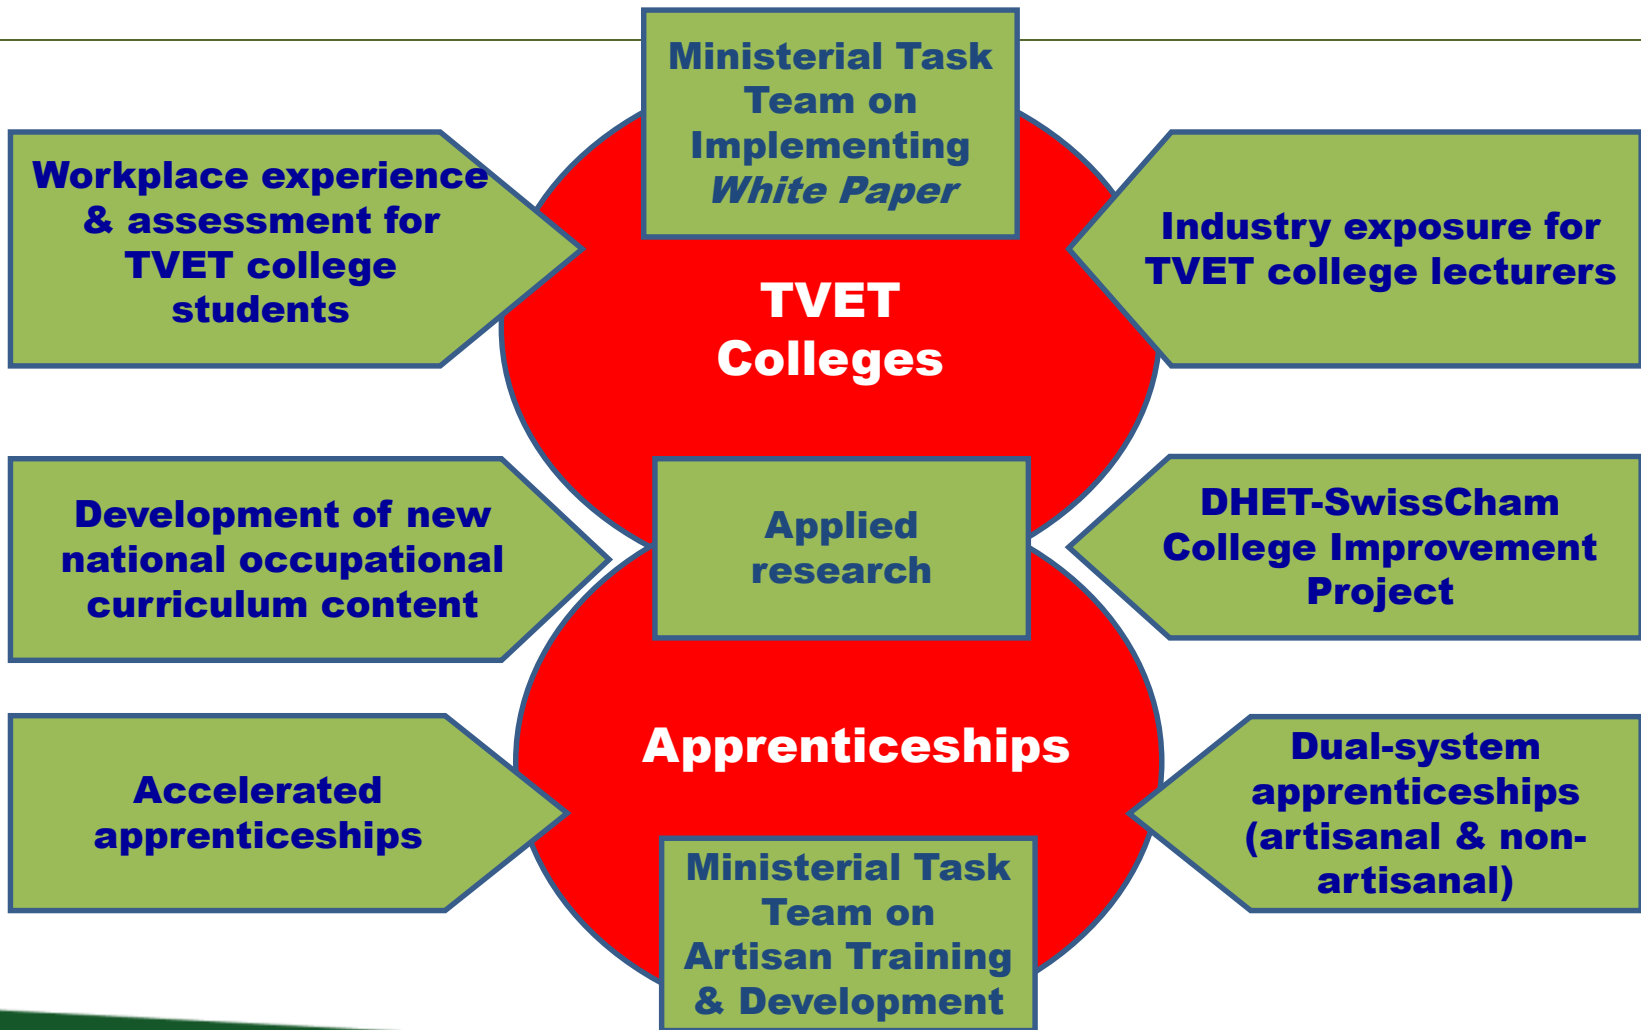 Ministerial Task
Team on
Implementing
White Paper
Workplace experience
& assessment for
TVET college
students
Industry exposure for
TVET college lecturers
TVET
Colleges
Development of new
national occupational
curriculum content
Applied
research
DHET-SwissCham
College Improvement
Project
Accelerated
apprenticeships
Apprenticeships
Dual-system
apprenticeships
(artisanal & non-
artisanal)
Ministerial Task
Team on
Artisan Training
& Development